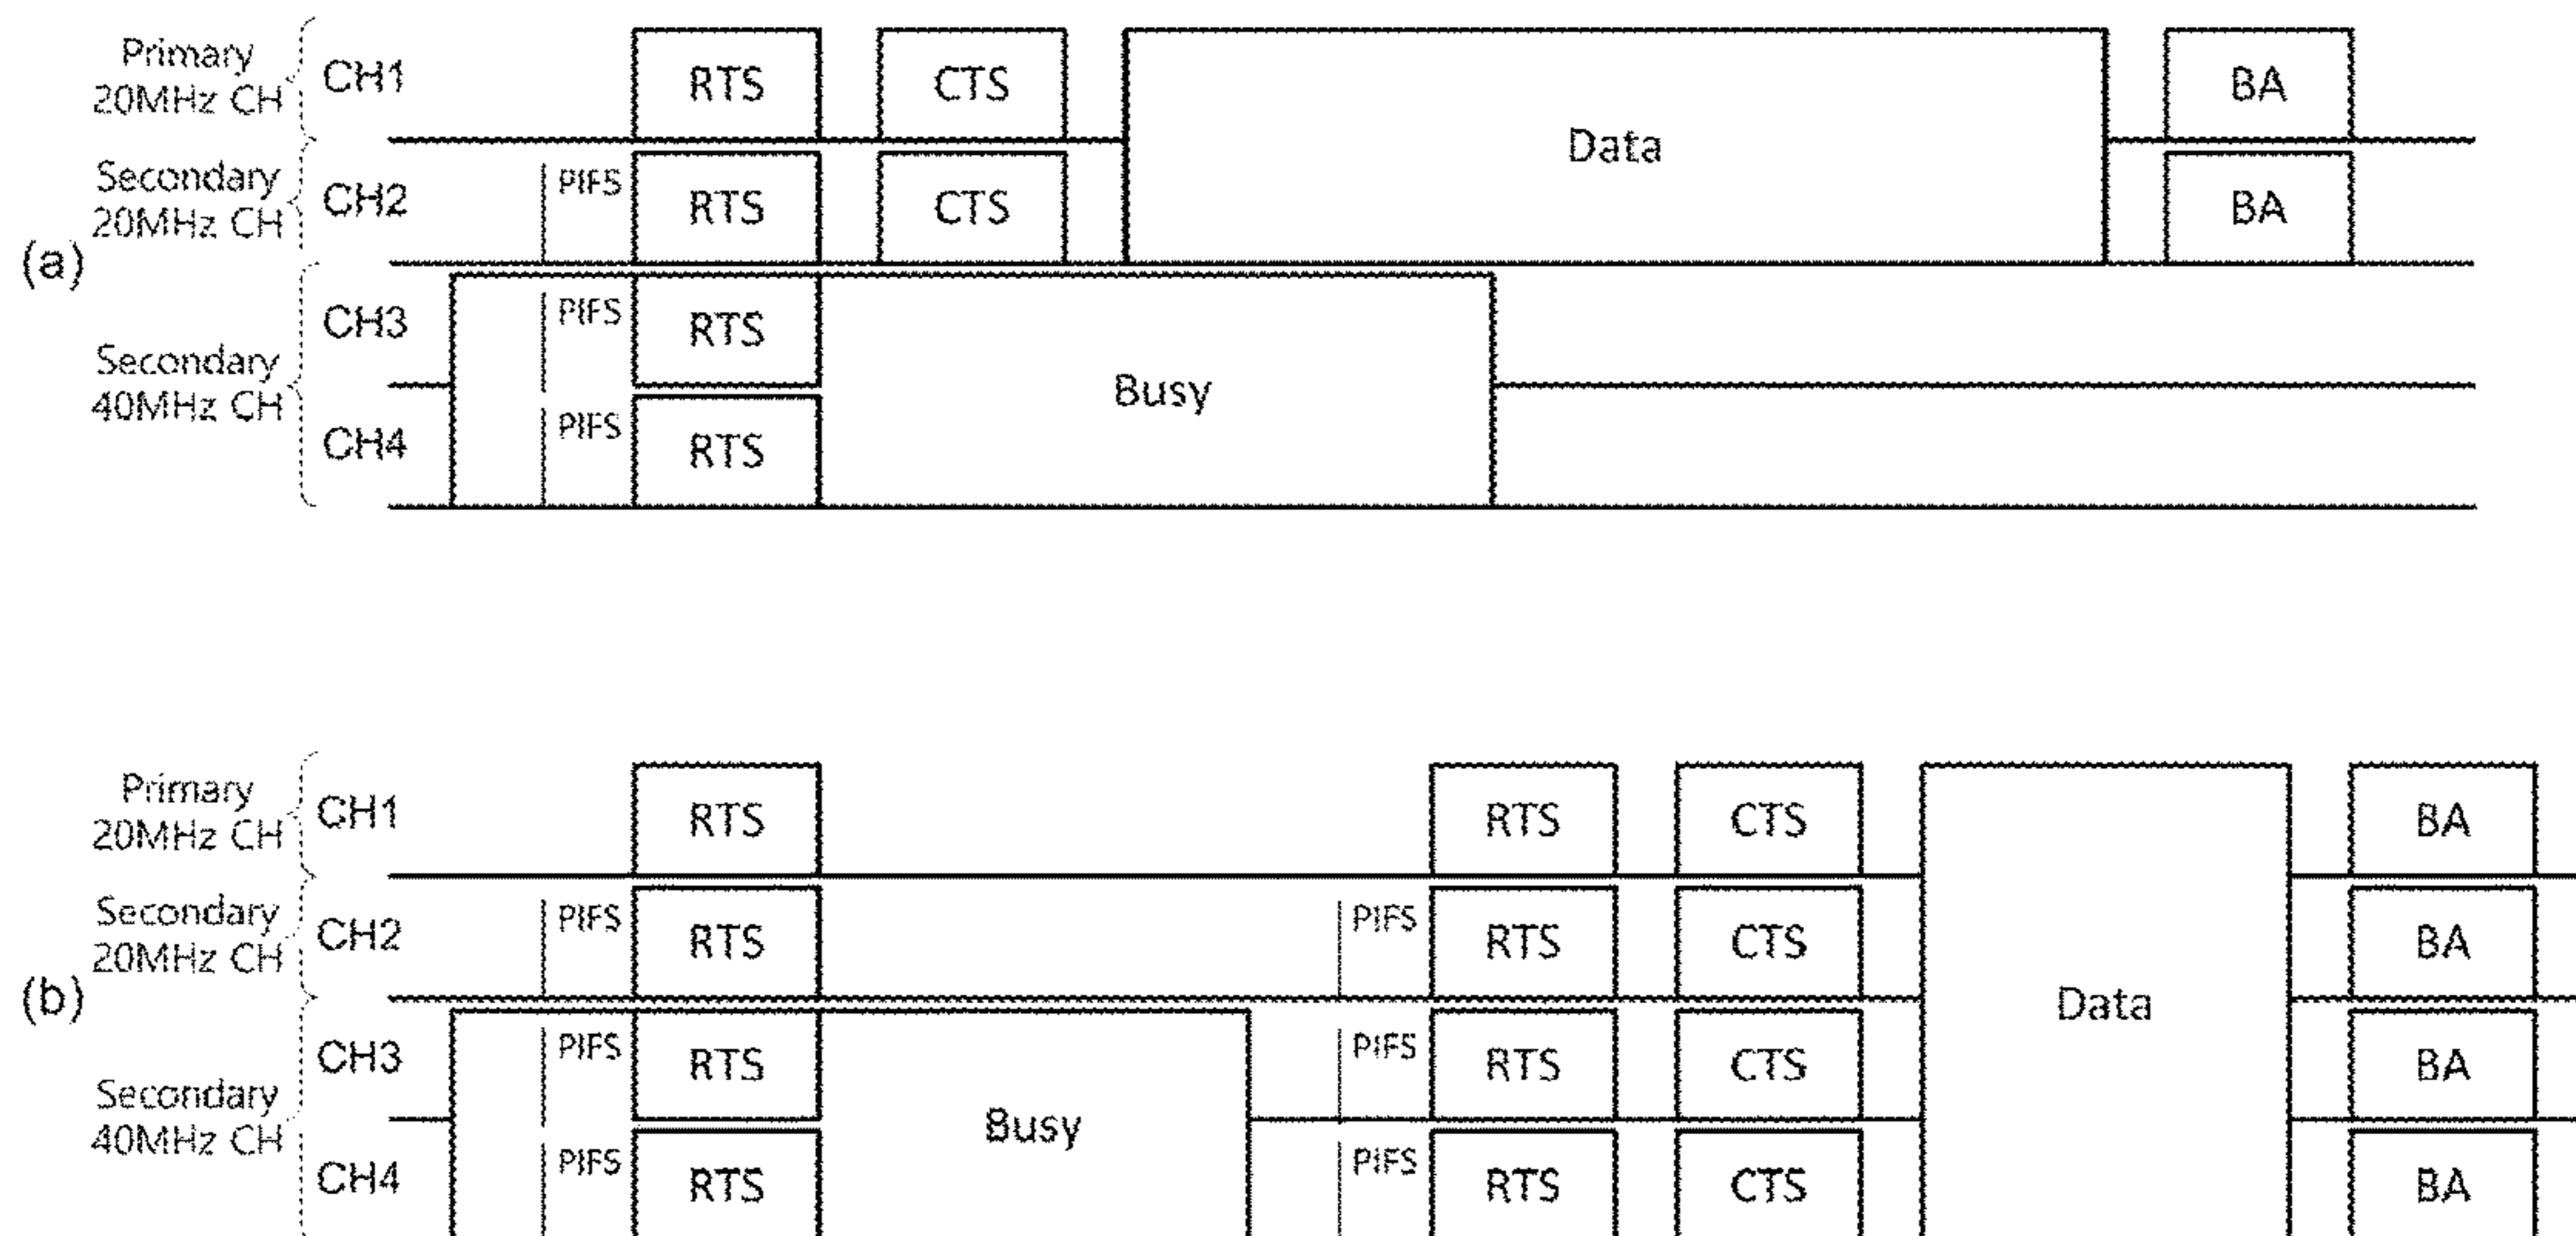 Primary
20MHz CH
CH1
RTS
CTS
Data
BA
Secondary
20MHz CH
CH2
PIFS
RTS
CTS
BA
(a)
Secondary
40MHz CH
CH3
PIFS
RTS
Busy
CH4
PIFS
RTS
Primary
20MHz CH
CH1
RTS
RTS
CTS
BA
Secondary
20MHz CH
CH2
PIFS
RTS
PIFS
RTS
CTS
Data
BA
(b)
Secondary
40MHz CH
CH3
PIFS
RTS
Busy
PIFS
RTS
CTS
BA
CH4
PIFS
RTS
PIFS
RTS
CTS
BA